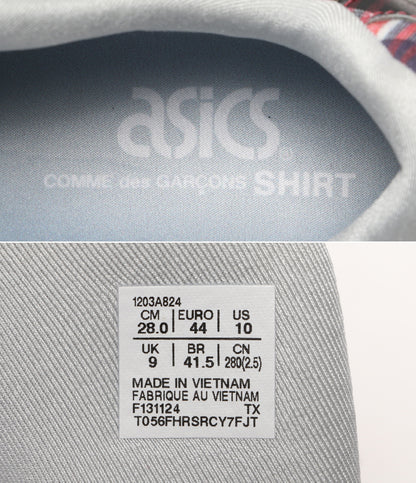 asics®
COMME des GARÇONS SHIRT
1203A824
CM EURO US
28.0 44 10
UK BR CN
9 41.5 280(2.5)
MADE IN VIETNAM
FABRIQUE AU VIETNAM
F131124 TX
T056FHRSRCY7FJT